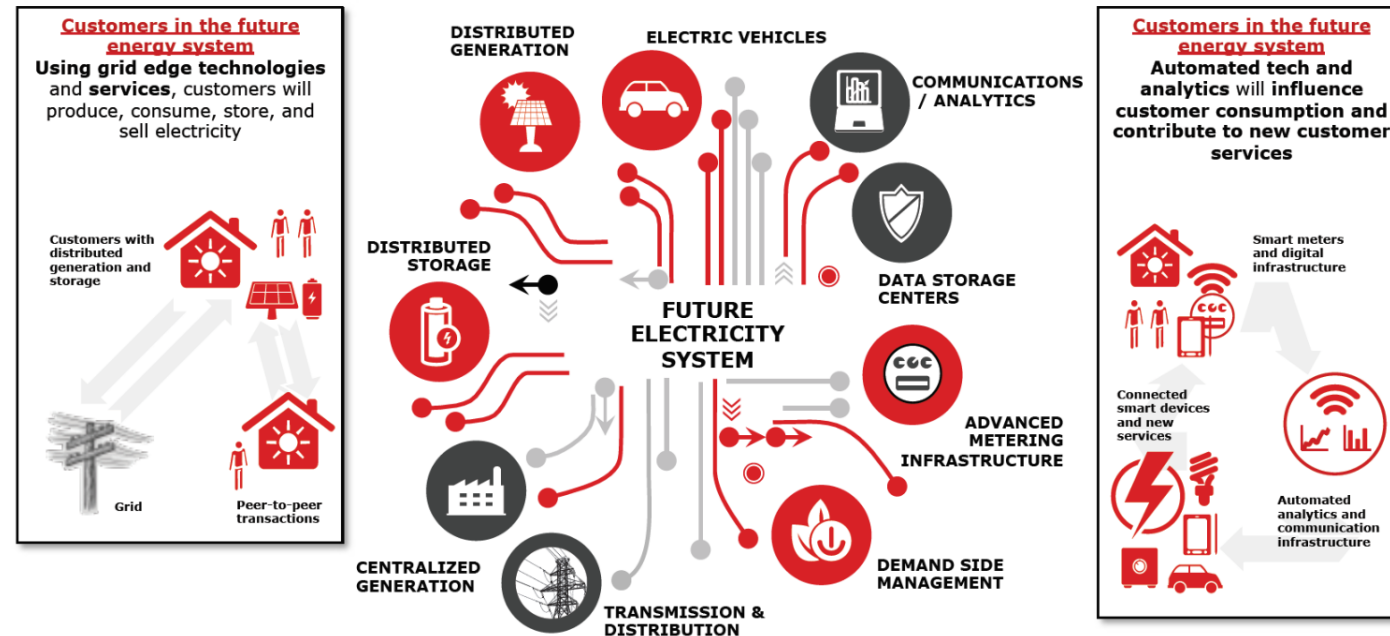 Customers in the future
energy system
Using grid edge technologies
and services, customers will
produce, consume, store, and
sell electricity
Customers with
distributed
generation and
storage
Grid
Peer-to-peer
transactions
DISTRIBUTED
GENERATION
ELECTRIC VEHICLES
COMMUNICATIONS
/ ANALYTICS
DISTRIBUTED
STORAGE
DATA STORAGE
CENTERS
FUTURE
ELECTRICITY
SYSTEM
ADVANCED
METERING
INFRASTRUCTURE
CENTRALIZED
GENERATION
DEMAND SIDE
MANAGEMENT
TRANSMISSION &
DISTRIBUTION
Customers in the future
energy system
Automated tech and
analytics will influence
customer consumption and
contribute to new customer
services
Smart meters
and digital
infrastructure
Connected
smart devices
and new
services
Automated
analytics and
communication
infrastructure